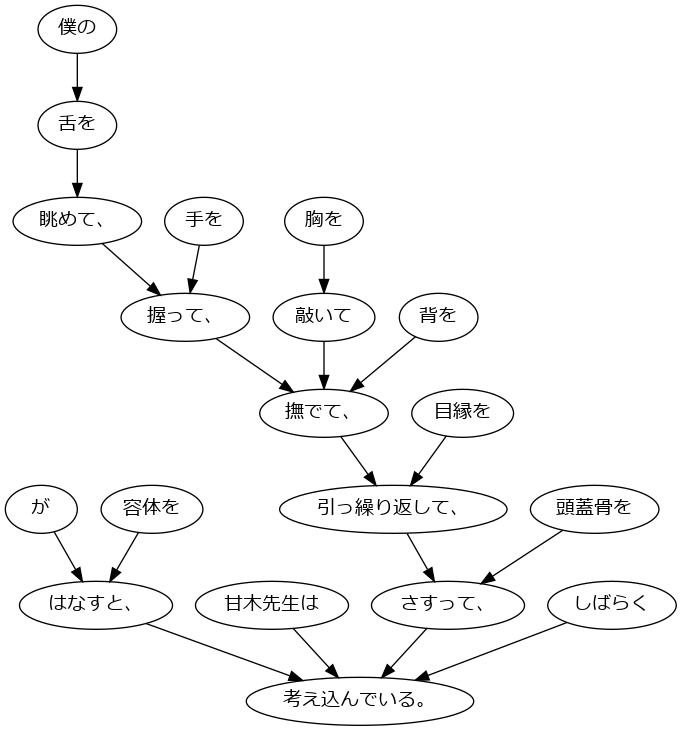 僕の
舌を
眺めて、
手を
胸を
握って、
敲いて
背を
撫でて、
目縁を
が
容体を
引っ繰り返して、
頭蓋骨を
はなすと、
甘木先生は
さすって、
しばらく
考え込んでいる。